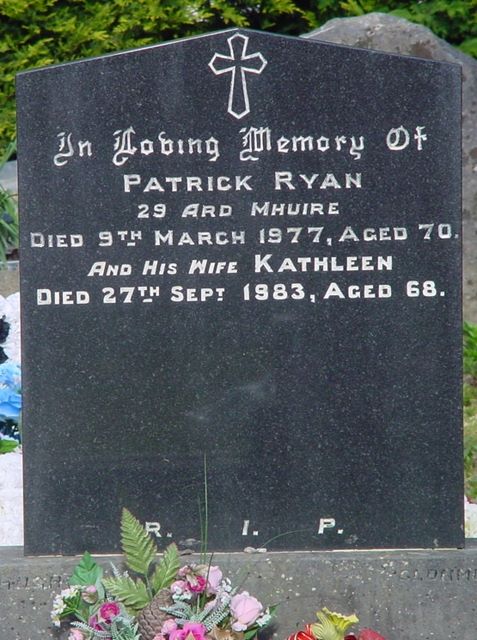 In Loving Memory Of
PATRICK RYAN
29 ARD MHUIRE
DIED 9TH MARCH 1977, AGED 70.
AND HIS WIFE KATHLEEN
DIED 27TH SEPT 1983, AGED 68.
R. I. P.